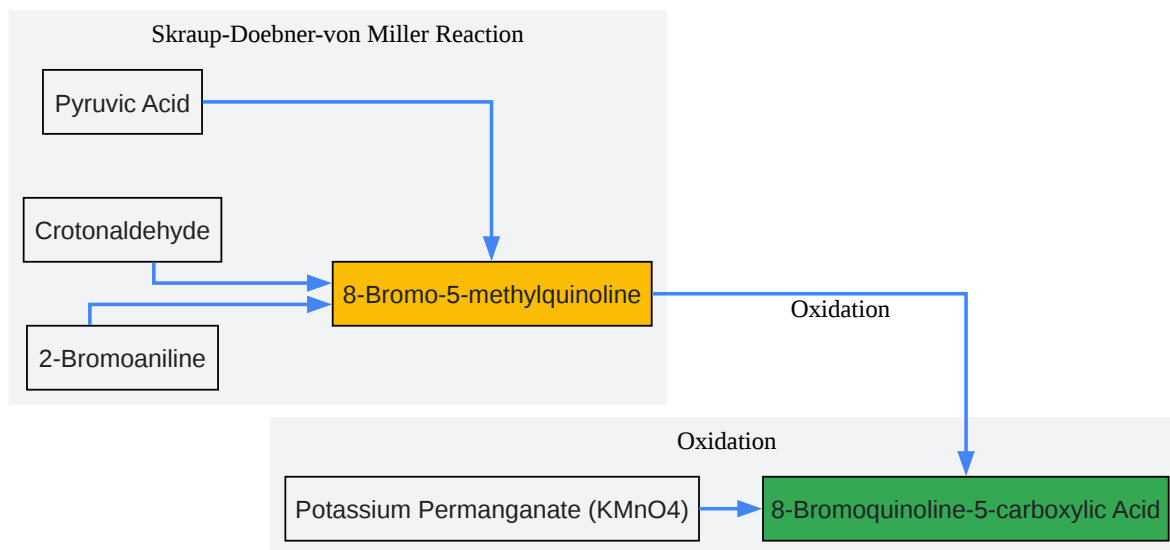 Skraup-Doebner-von Miller Reaction
Pyruvic Acid
Crotonaldehyde
8-Bromo-5-methylquinoline
Oxidation
2-Bromoaniline
Oxidation
Potassium Permanganate (KMnO4)
8-Bromoquinoline-5-carboxylic Acid